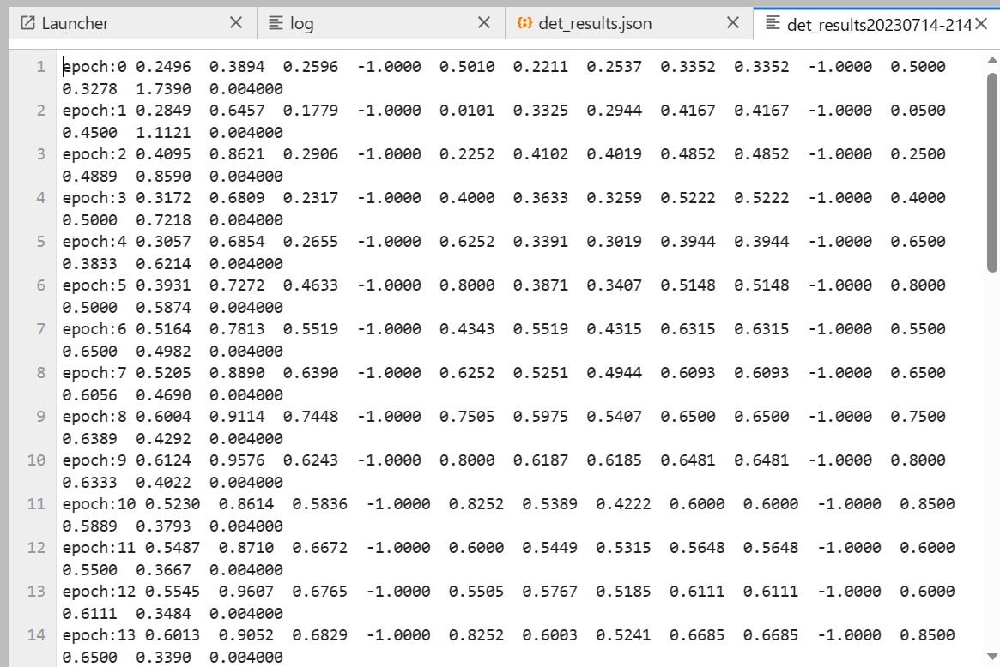 Launcher
log
det_results.json
det_results20230714-214
1 epoch:0 0.2496 0.3894 0.2596 -1.0000 0.5010 0.2211 0.2537 0.3352 0.3352 -1.0000 0.5000
0.3278 1.7390 0.004000
2 epoch:1 0.2849 0.6457 0.1779 -1.0000 0.0101 0.3325 0.2944 0.4167 0.4167 -1.0000 0.0500
0.4500 1.1121 0.004000
3 epoch:2 0.4095 0.8621 0.2906 -1.0000 0.2252 0.4102 0.4019 0.4852 0.4852 -1.0000 0.2500
0.4889 0.8590 0.004000
4 epoch:3 0.3172 0.6809 0.2317 -1.0000 0.4000 0.3633 0.3259 0.5222 0.5222 -1.0000 0.4000
0.5000 0.7218 0.004000
5 epoch:4 0.3057 0.6854 0.2655 -1.0000 0.6252 0.3391 0.3019 0.3944 0.3944 -1.0000 0.6500
0.3833 0.6214 0.004000
6 epoch:5 0.3931 0.7272 0.4633 -1.0000 0.8000 0.3871 0.3407 0.5148 0.5148 -1.0000 0.8000
0.5000 0.5874 0.004000
7 epoch:6 0.5164 0.7813 0.5519 -1.0000 0.4343 0.5519 0.4315 0.6315 0.6315 -1.0000 0.5500
0.6500 0.4982 0.004000
8 epoch:7 0.5205 0.8890 0.6390 -1.0000 0.6252 0.5251 0.4944 0.6093 0.6093 -1.0000 0.6500
0.6056 0.4690 0.004000
9 epoch:8 0.6004 0.9114 0.7448 -1.0000 0.7505 0.5975 0.5407 0.6500 0.6500 -1.0000 0.7500
0.6389 0.4292 0.004000
10 epoch:9 0.6124 0.9576 0.6243 -1.0000 0.8000 0.6187 0.6185 0.6481 0.6481 -1.0000 0.8000
0.6333 0.4022 0.004000
11 epoch:10 0.5230 0.8614 0.5836 -1.0000 0.8252 0.5389 0.4222 0.6000 0.6000 -1.0000 0.8500
0.5889 0.3793 0.004000
12 epoch:11 0.5487 0.8710 0.6672 -1.0000 0.6000 0.5449 0.5315 0.5648 0.5648 -1.0000 0.6000
0.5500 0.3667 0.004000
13 epoch:12 0.5545 0.9607 0.6765 -1.0000 0.5505 0.5767 0.5185 0.6111 0.6111 -1.0000 0.6000
0.6111 0.3484 0.004000
14 epoch:13 0.6013 0.9052 0.6829 -1.0000 0.8252 0.6003 0.5241 0.6685 0.6685 -1.0000 0.8500
0.6500 0.3390 0.004000